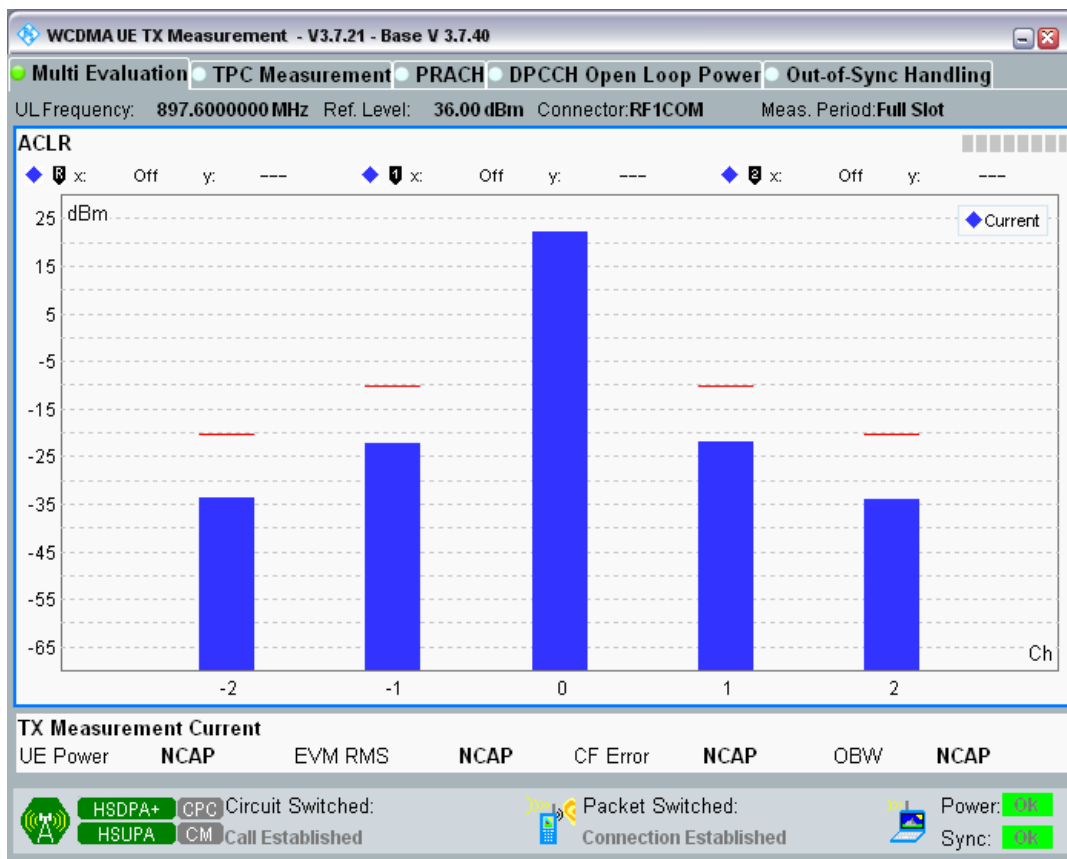 WCDMA UE TX Measurement - V3.7.21 - Base V 3.7.40
Multi Evaluation TPC Measurement PRACH DPCCH Open Loop Power Out-of-Sync Handling
UL Frequency: 897.6000000 MHz Ref. Level: 36.00 dBm Connector: RF1COM Meas. Period: Full Slot
ACLR
R x: Off y: --- 1 x: Off y: --- 2 x: Off y: ---
dBm
Current
25
15
5
-5
-15
-25
-35
-45
-55
-65
Ch
-2 -1 0 1 2
TX Measurement Current
UE Power NCAP EVM RMS NCAP CF Error NCAP OBW NCAP
HSDPA+ CPC Circuit Switched: Packet Switched: Power: OK
HSUPA CM Call Established Connection Established Sync: OK